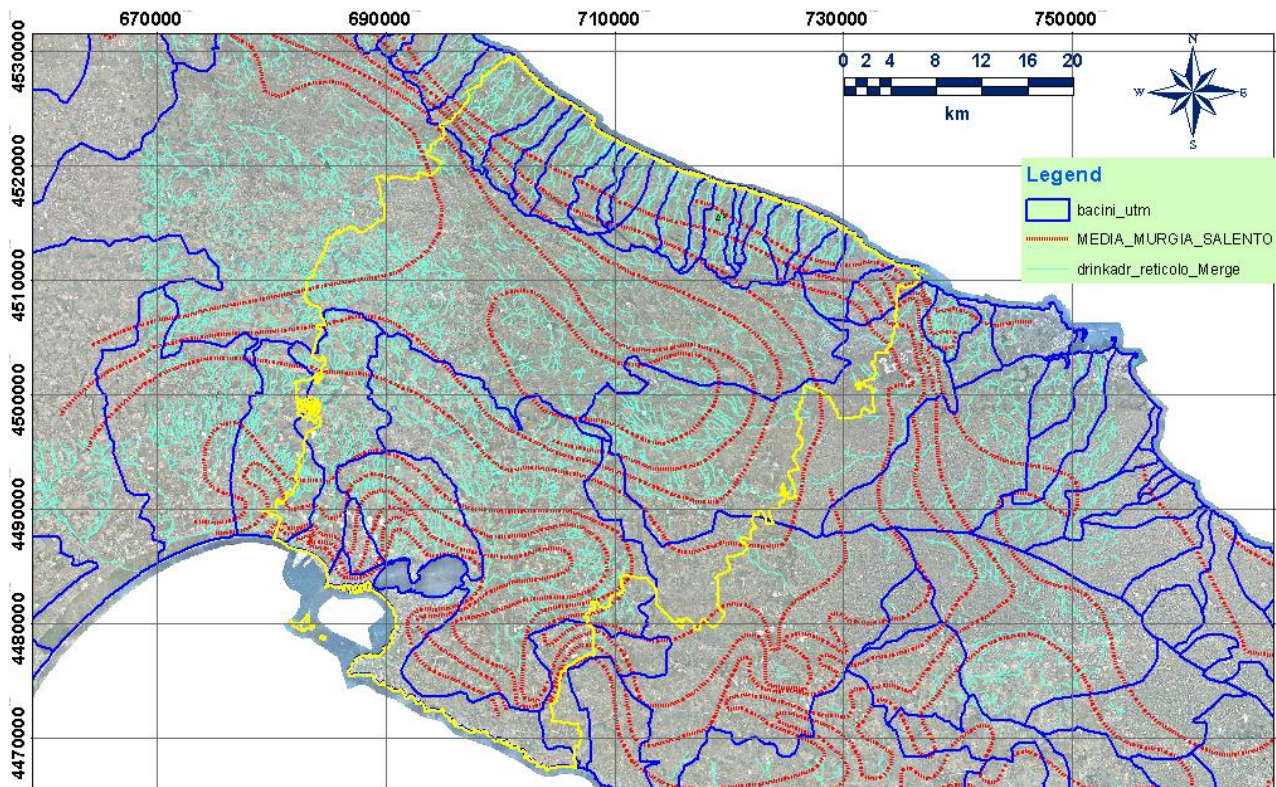 670000 690000 710000 730000 750000
4530000
4520000
4510000
4500000
4490000
4480000
4470000
0 2 4 8 12 16 20
km
N
W E
S
Legend
bacini_utm
MEDIA_MURGIA_SALENTO
drinkadr_reticolo_Merge